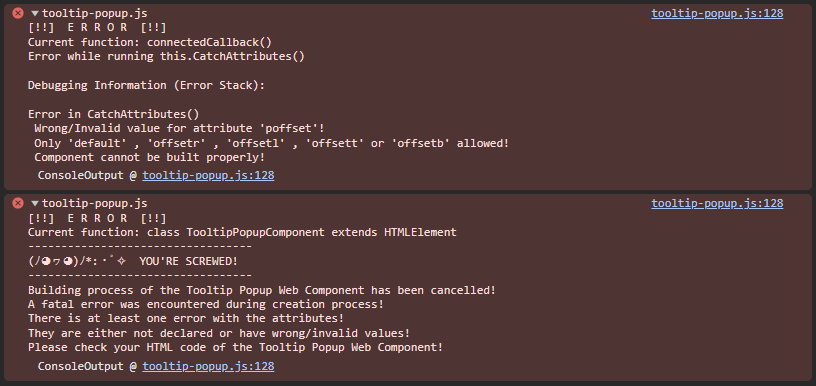 tooltip-popup.js tooltip-popup.js:128
[!!] E R R O R [!!]
Current function: connectedCallback()
Error while running this.CatchAttributes()
Debugging Information (Error Stack):
Error in CatchAttributes()
Wrong/Invalid value for attribute 'poffset'!
Only 'default' , 'offsetr' , 'offsetl' , 'offsett' or 'offsetb' allowed!
Component cannot be built properly!
ConsoleOutput @ tooltip-popup.js:128
tooltip-popup.js tooltip-popup.js:128
[!!] E R R O R [!!]
Current function: class TooltipPopupComponent extends HTMLElement
----------------------------------
(/◕ヮ◕)/*:・ﾟ✧ YOU'RE SCREWED!
----------------------------------
Building process of the Tooltip Popup Web Component has been cancelled!
A fatal error was encountered during creation process!
There is at least one error with the attributes!
They are either not declared or have wrong/invalid values!
Please check your HTML code of the Tooltip Popup Web Component!
ConsoleOutput @ tooltip-popup.js:128